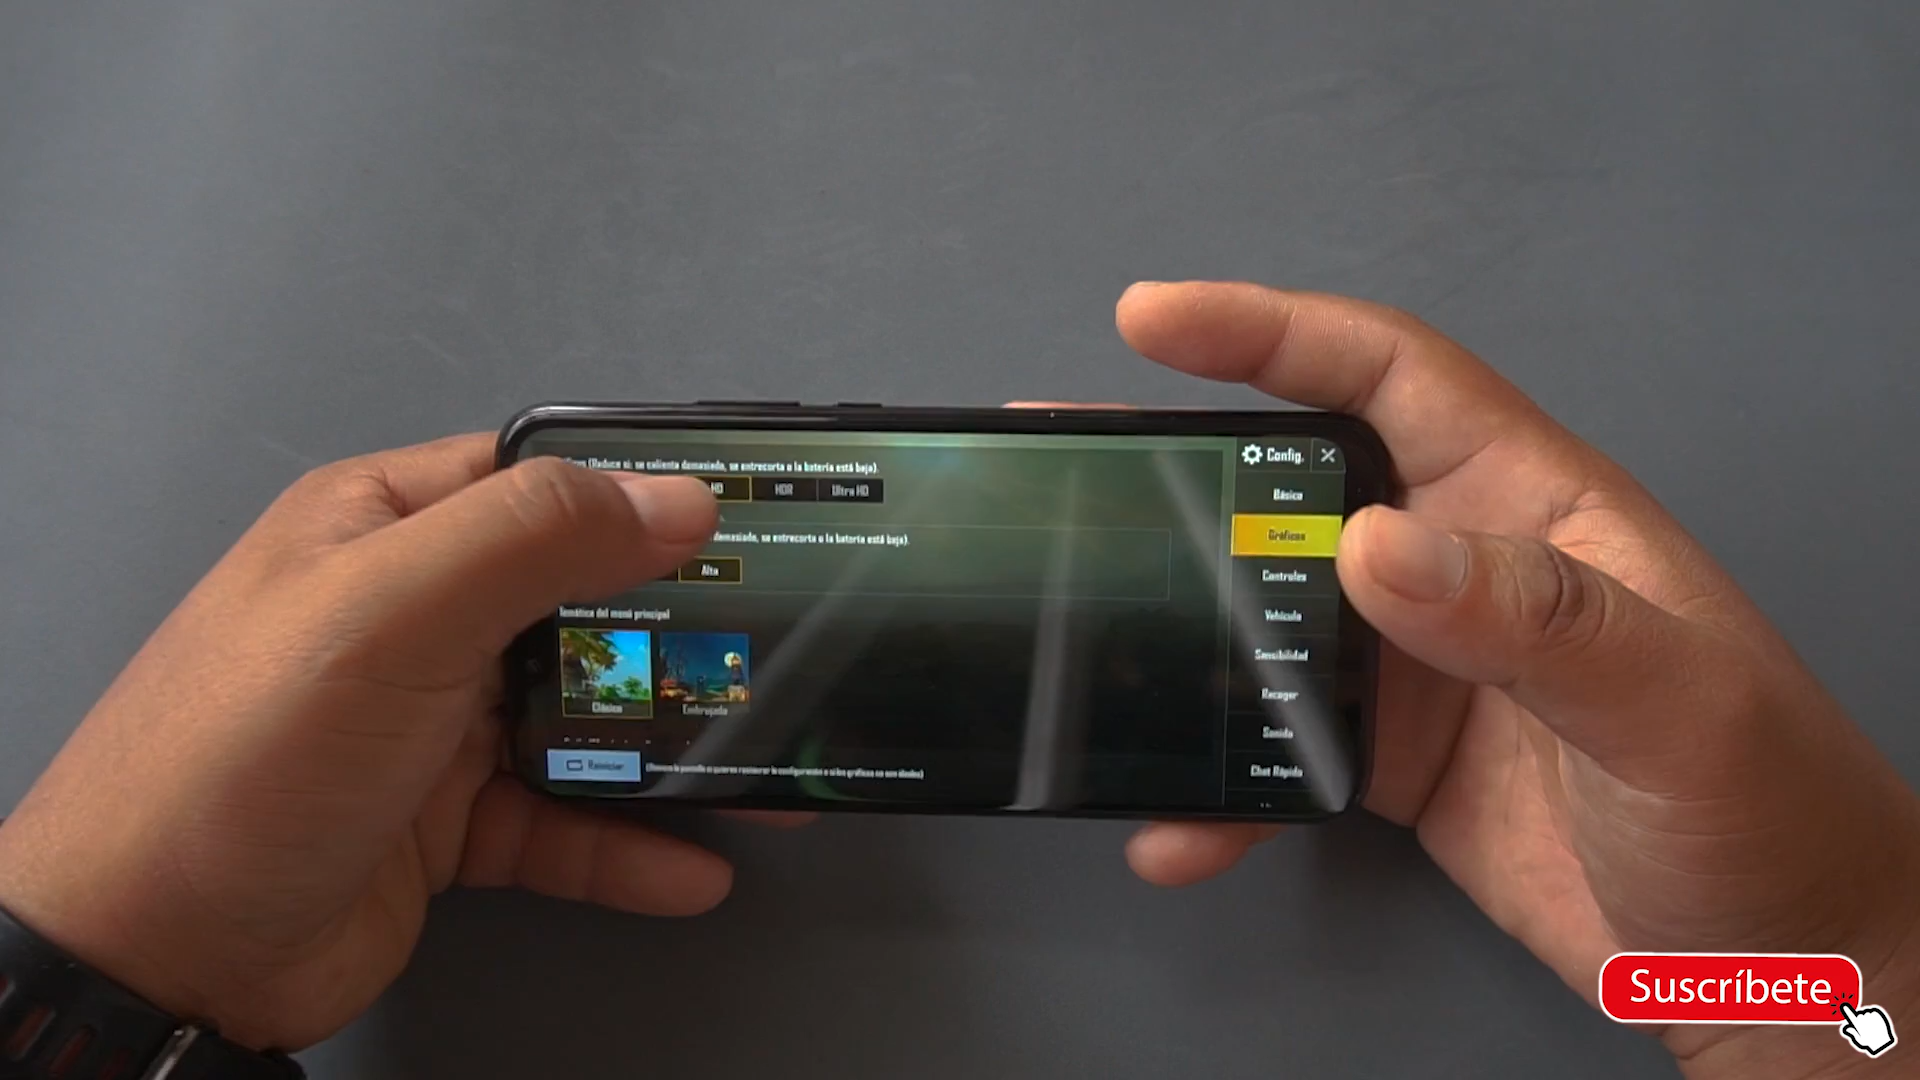 (Reduce si: se calienta demasiado, se entrecorta o la batería está baja).
Config.
HD
HDR
Ultra HD
Básico
Gráficos
demasiado, se entrecorta o la batería está baja).
Alto
Controles
Temática del menú principal
Vehículo
Sensibilidad
Clásico
Embrujado
Recoger
Sonido
Reiniciar
Chat Rápido
Suscríbete